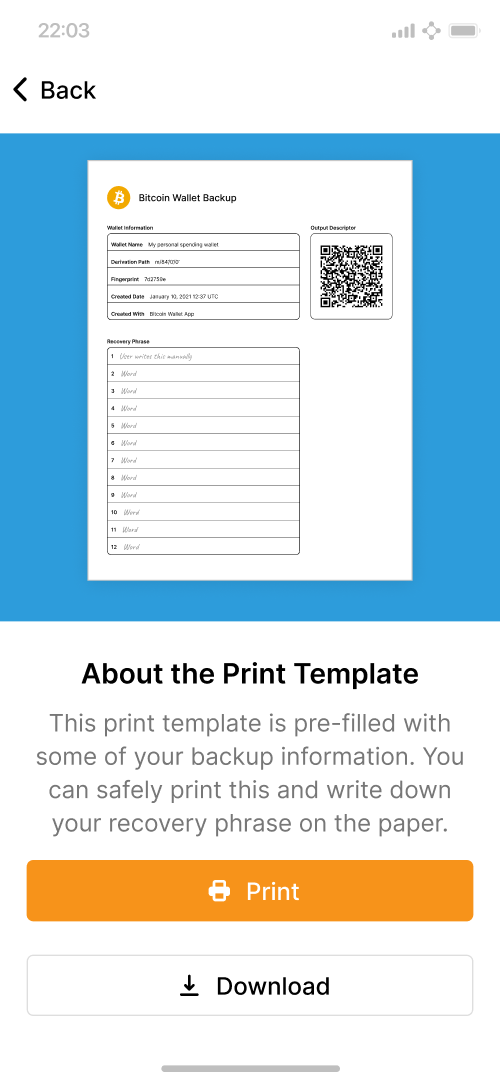 22:03
Back
Bitcoin Wallet Backup
Wallet Information
Output Descriptor
Wallet Name My personal spending wallet
Derivation Path m/84'/0'/0'
Fingerprint 7d2759e
Created Date January 10, 2021 12:37 UTC
Created With Bitcoin Wallet App
Recovery Phrase
1 User writes this manually
2 Word
3 Word
4 Word
5 Word
6 Word
7 Word
8 Word
9 Word
10 Word
11 Word
12 Word
About the Print Template
This print template is pre-filled with
some of your backup information. You
can safely print this and write down
your recovery phrase on the paper.
Print
Download